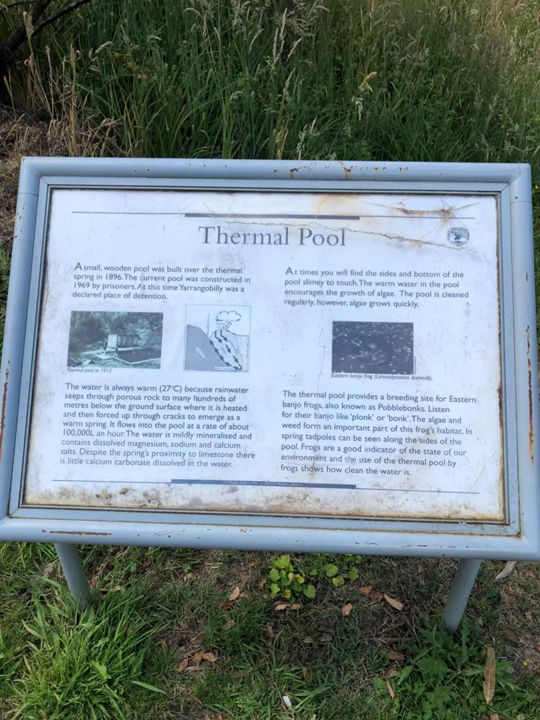 Thermal Pool
A small, wooden pool was built over the thermal
spring in 1896. The current pool was constructed in
1969 by prisoners. At this time Yarrangobilly was a
declared place of detention.
Thermal pool in 1912
The water is always warm (27°C) because rainwater
seeps through porous rock to many hundreds of
metres below the ground surface where it is heated
and then forced up through cracks to emerge as a
warm spring. It flows into the pool at a rate of about
100,000L an hour. The water is mildly mineralised and
contains dissolved magnesium, sodium and calcium
salts. Despite the spring's proximity to limestone there
is little calcium carbonate dissolved in the water.
At times you will find the sides and bottom of the
pool slimey to touch. The warm water in the pool
encourages the growth of algae. The pool is cleaned
regularly, however, algae grows quickly.
Eastern banjo frog (Limnodynastes dumerili).
The thermal pool provides a breeding site for Eastern
banjo frogs, also known as Pobblebonks. Listen
for their banjo like 'plonk' or 'bonk'. The algae and
weed form an important part of this frog's habitat. In
spring tadpoles can be seen along the sides of the
pool. Frogs are a good indicator of the state of our
environment and the use of the thermal pool by
frogs shows how clean the water is.